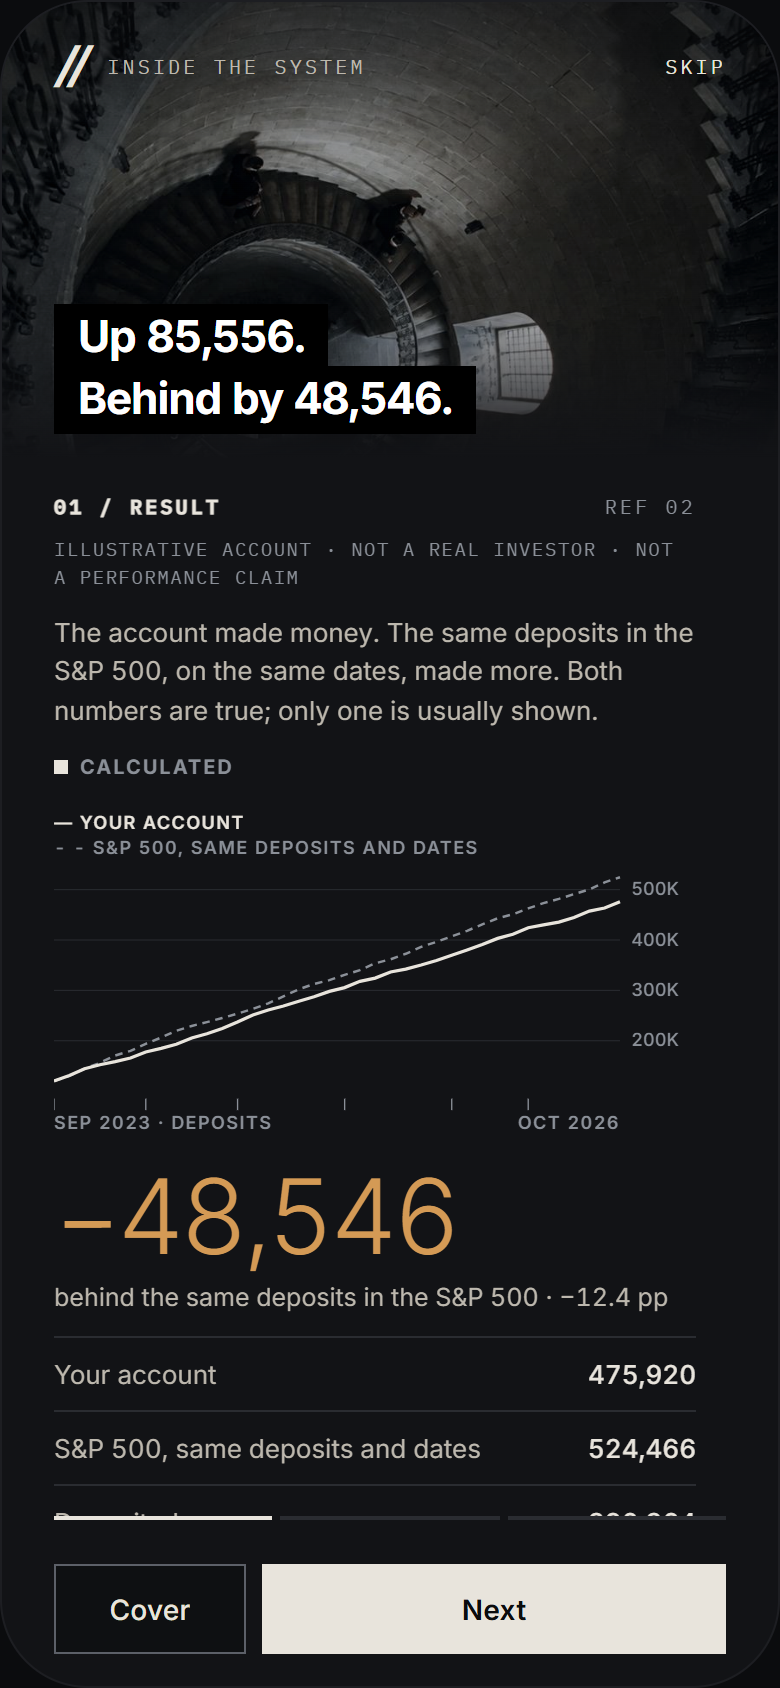 INSIDE THE SYSTEM
SKIP
Up 85,556.
Behind by 48,546.
01 / RESULT
REF 02
ILLUSTRATIVE ACCOUNT · NOT A REAL INVESTOR · NOT
A PERFORMANCE CLAIM
The account made money. The same deposits in the
S&P 500, on the same dates, made more. Both
numbers are true; only one is usually shown.
CALCULATED
— YOUR ACCOUNT
- - S&P 500, SAME DEPOSITS AND DATES
500K
400K
300K
200K
SEP 2023 · DEPOSITS
OCT 2026
−48,546
behind the same deposits in the S&P 500 · −12.4 pp
Your account
475,920
S&P 500, same deposits and dates
524,466
Cover
Next